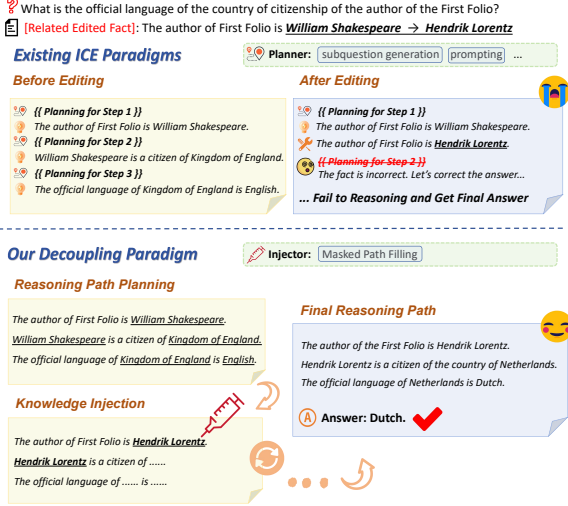 What is the official language of the country of citizenship of the author of the First Folio?
[Related Edited Fact]: The author of First Folio is William Shakespeare → Hendrik Lorentz
Existing ICE Paradigms
Planner: subquestion generation prompting ...
Before Editing
{{ Planning for Step 1 }}
The author of First Folio is William Shakespeare.
{{ Planning for Step 2 }}
William Shakespeare is a citizen of Kingdom of England.
{{ Planning for Step 3 }}
The official language of Kingdom of England is English.
After Editing
{{ Planning for Step 1 }}
The author of First Folio is William Shakespeare.
The author of First Folio is Hendrik Lorentz.
{{ Planning for Step 2 }}
The fact is incorrect. Let's correct the answer...
... Fail to Reasoning and Get Final Answer
Our Decoupling Paradigm
Injector: Masked Path Filling
Reasoning Path Planning
The author of First Folio is William Shakespeare.
William Shakespeare is a citizen of Kingdom of England.
The official language of Kingdom of England is English.
Knowledge Injection
The author of First Folio is Hendrik Lorentz.
Hendrik Lorentz is a citizen of ......
The official language of ...... is ......
Final Reasoning Path
The author of the First Folio is Hendrik Lorentz.
Hendrik Lorentz is a citizen of the country of Netherlands.
The official language of Netherlands is Dutch.
A Answer: Dutch.